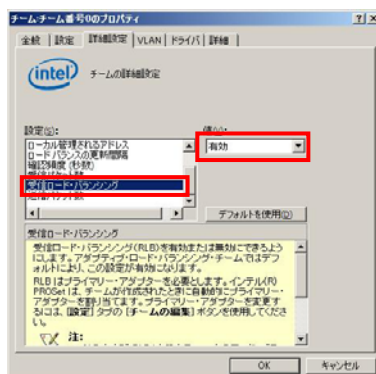 チーム:チーム番号0のプロパティ
全般 設定 詳細設定 VLAN ドライバ 詳細
intel チームの詳細設定
設定(S):
有効
ローカル管理されるアドレス
ロードバランスの更新間隔
確認頻度 (秒数)
受信ロード・バランシング
デフォルトを使用(D)
受信ロード・バランシング
受信ロード・バランシング(RLB)を有効または無効にできるよう
にします。アダプティブ・ロード・バランシング・チームではデフ
ォルトにより、この設定が有効になります。
RLB はプライマリー・アダプターを必要とします。インテル(R)
PROSet は、チームが作成されたときに自動的にプライマリー・
アダプターを割り当てます。プライマリー・アダプターを変更す
るには、[設定] タブの [チームの編集] ボタンを使用してくださ
い。
注:
OK キャンセル